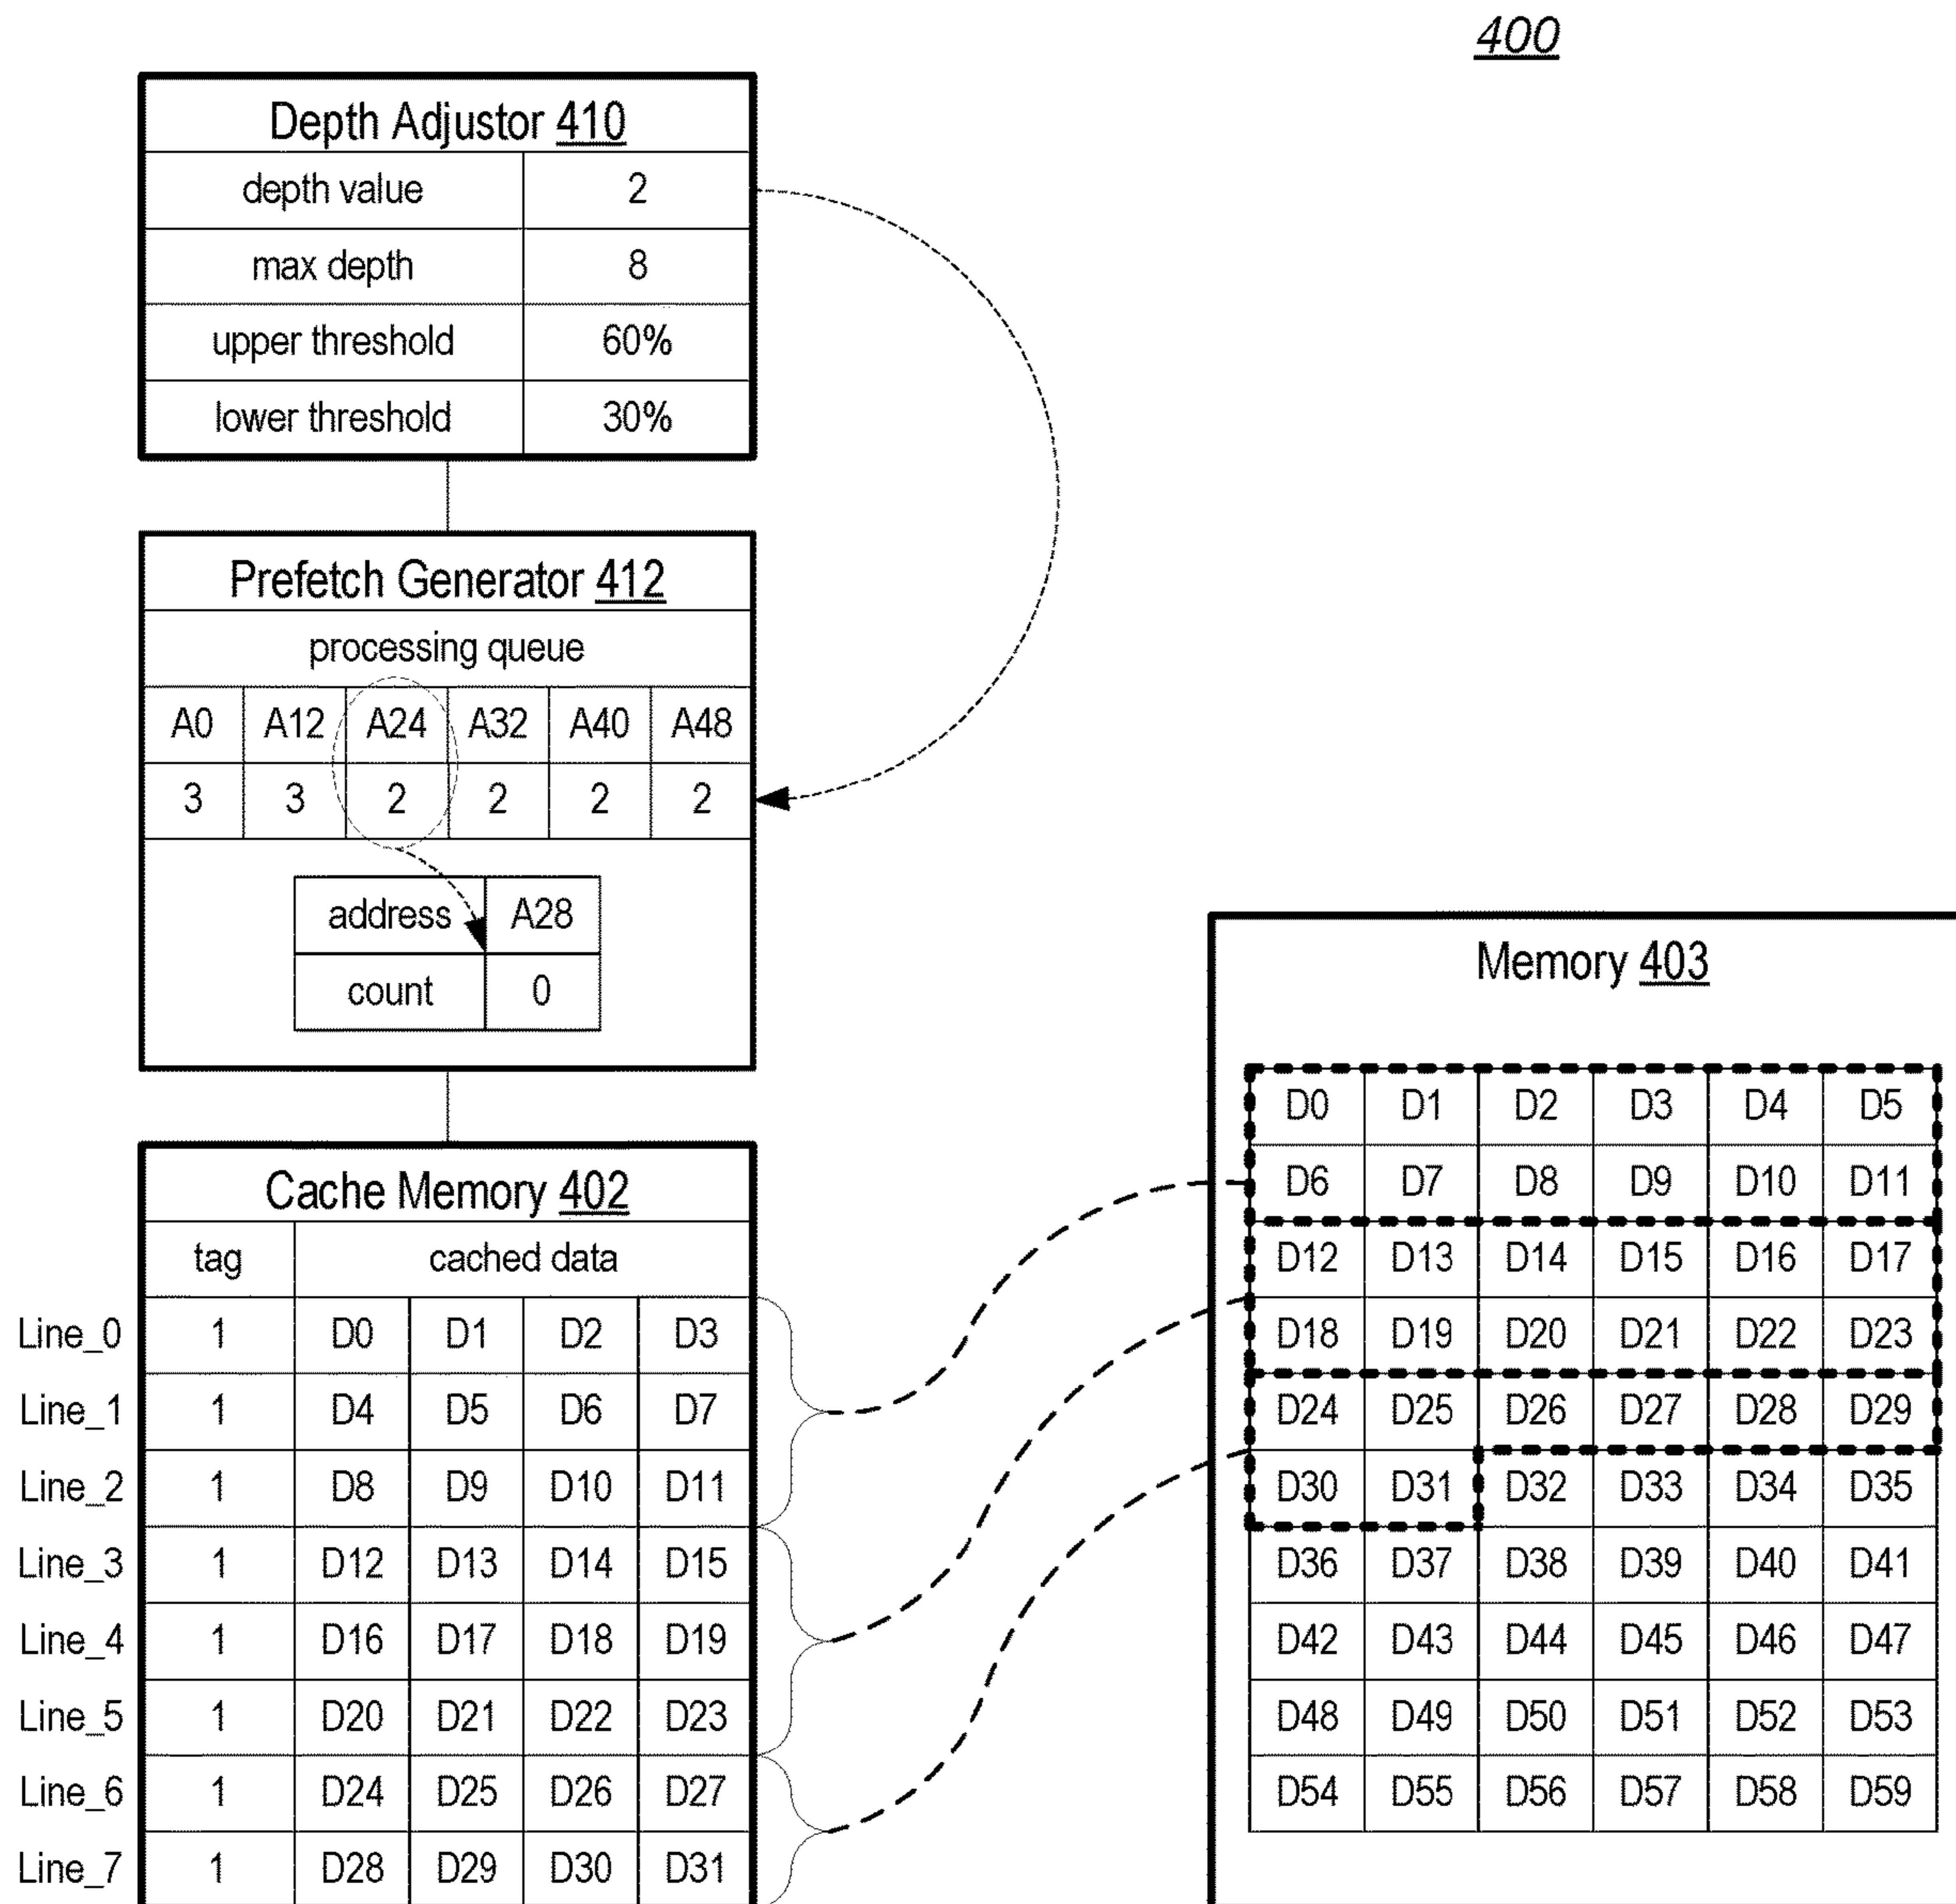 400
Depth Adjustor 410
depth value 2
max depth 8
upper threshold 60%
lower threshold 30%
Prefetch Generator 412
processing queue
A0 A12 A24 A32 A40 A48
3 3 2 2 2 2
address A28
count 0
Cache Memory 402
tag cached data
Line_0 1 D0 D1 D2 D3
Line_1 1 D4 D5 D6 D7
Line_2 1 D8 D9 D10 D11
Line_3 1 D12 D13 D14 D15
Line_4 1 D16 D17 D18 D19
Line_5 1 D20 D21 D22 D23
Line_6 1 D24 D25 D26 D27
Line_7 1 D28 D29 D30 D31
Memory 403
D0 D1 D2 D3 D4 D5
D6 D7 D8 D9 D10 D11
D12 D13 D14 D15 D16 D17
D18 D19 D20 D21 D22 D23
D24 D25 D26 D27 D28 D29
D30 D31 D32 D33 D34 D35
D36 D37 D38 D39 D40 D41
D42 D43 D44 D45 D46 D47
D48 D49 D50 D51 D52 D53
D54 D55 D56 D57 D58 D59